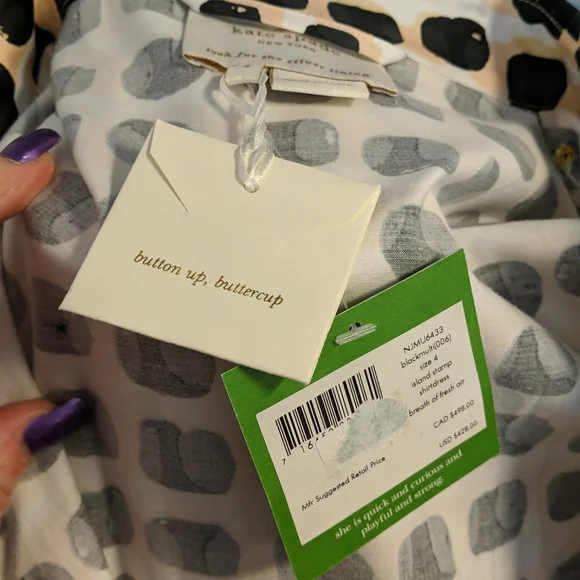 kate spade
NEW YORK
look for the silver lining
button up, buttercup
NJMU6433
blackmulti(006)
size 4
island stamp
shirtdress
breath of fresh air
CAD $498.00
USD $428.00
7
Mfr Suggested Retail Price
she is quick and curious and
playful and strong.